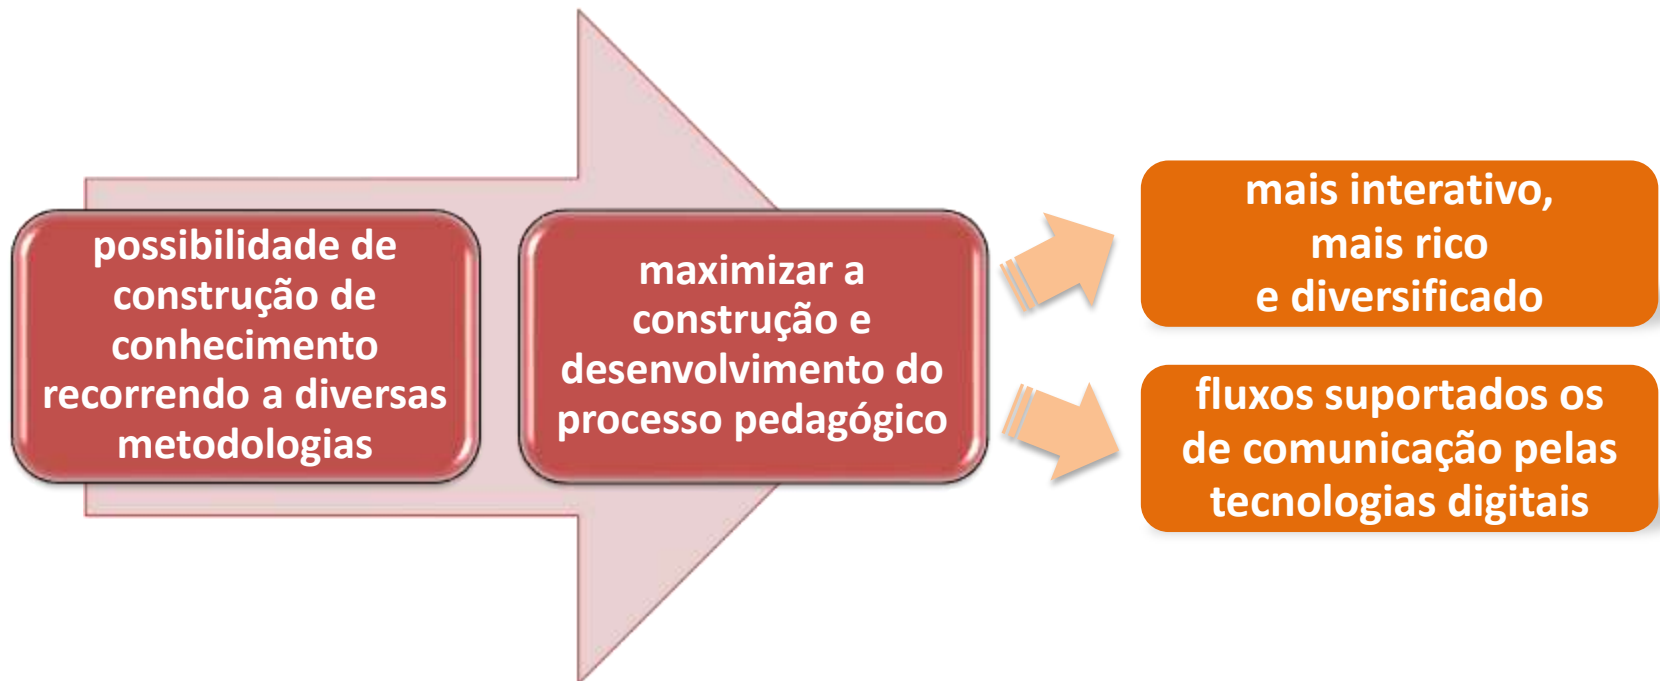 possibilidade de
construção de
conhecimento
recorrendo a diversas
metodologias
maximizar a
construção e
desenvolvimento do
processo pedagógico
mais interativo,
mais rico
e diversificado
fluxos suportados os
de comunicação pelas
tecnologias digitais